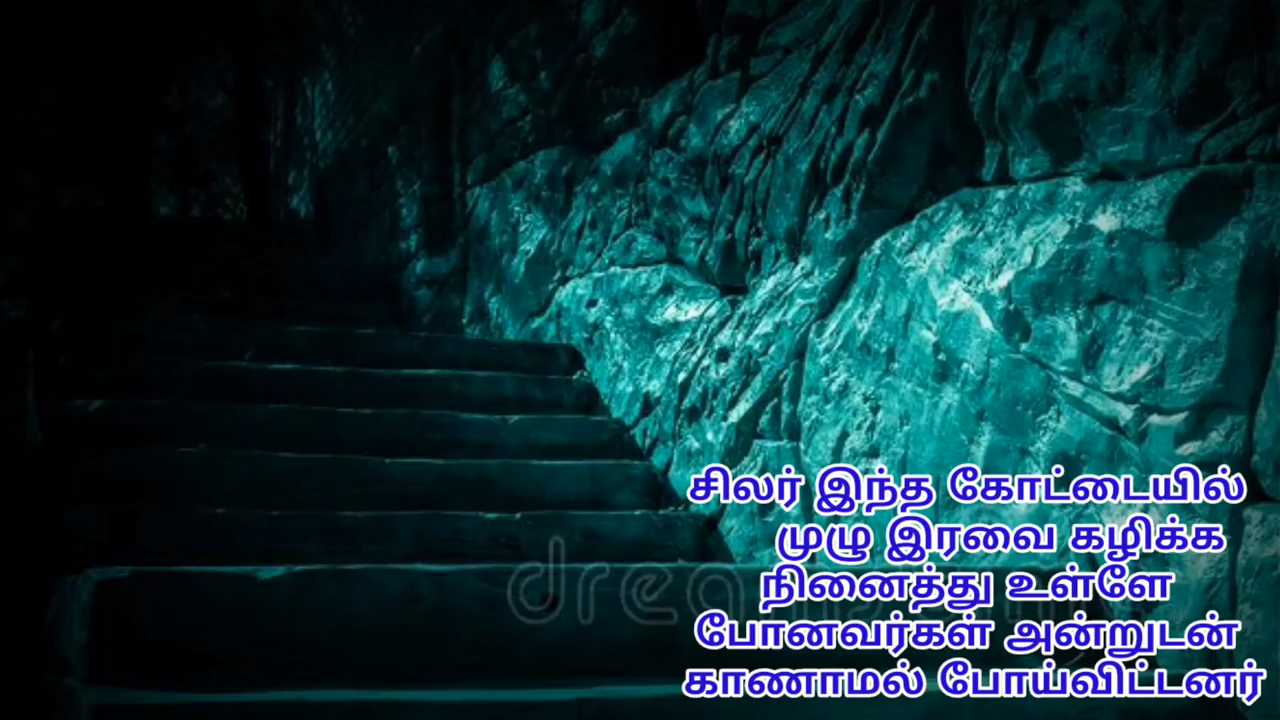 சிலர் இந்த கோட்டையில்
முழு இரவை கழிக்க
நினைத்து உள்ளே
போனவர்கள் அன்றுடன்
காணாமல் போய்விட்டனர்